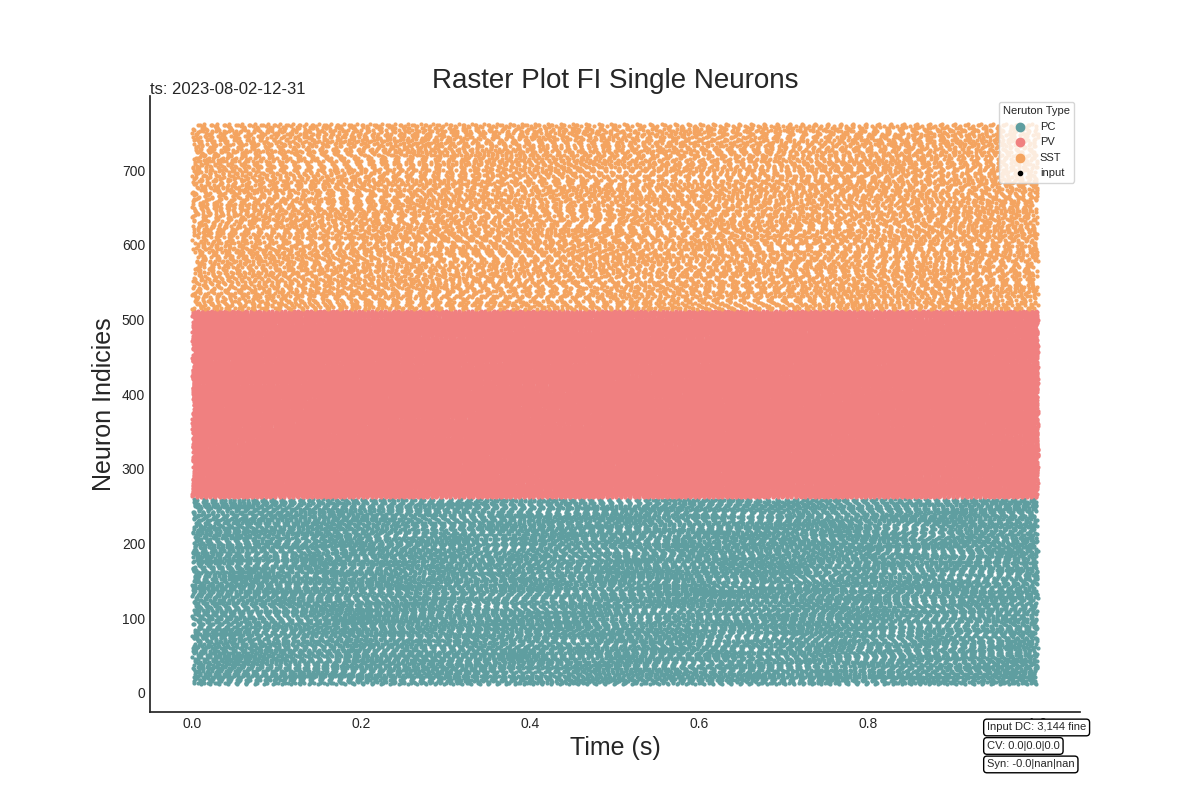 Raster Plot FI Single Neurons
ts: 2023-08-02-12-31
Neruton Type
PC
PV
SST
input
Neuron Indicies
700
600
500
400
300
200
100
0
0.0 0.2 0.4 0.6 0.8
Time (s)
Input DC: 3,144 fine
CV: 0.0|0.0|0.0
Syn: -0.0|nan|nan